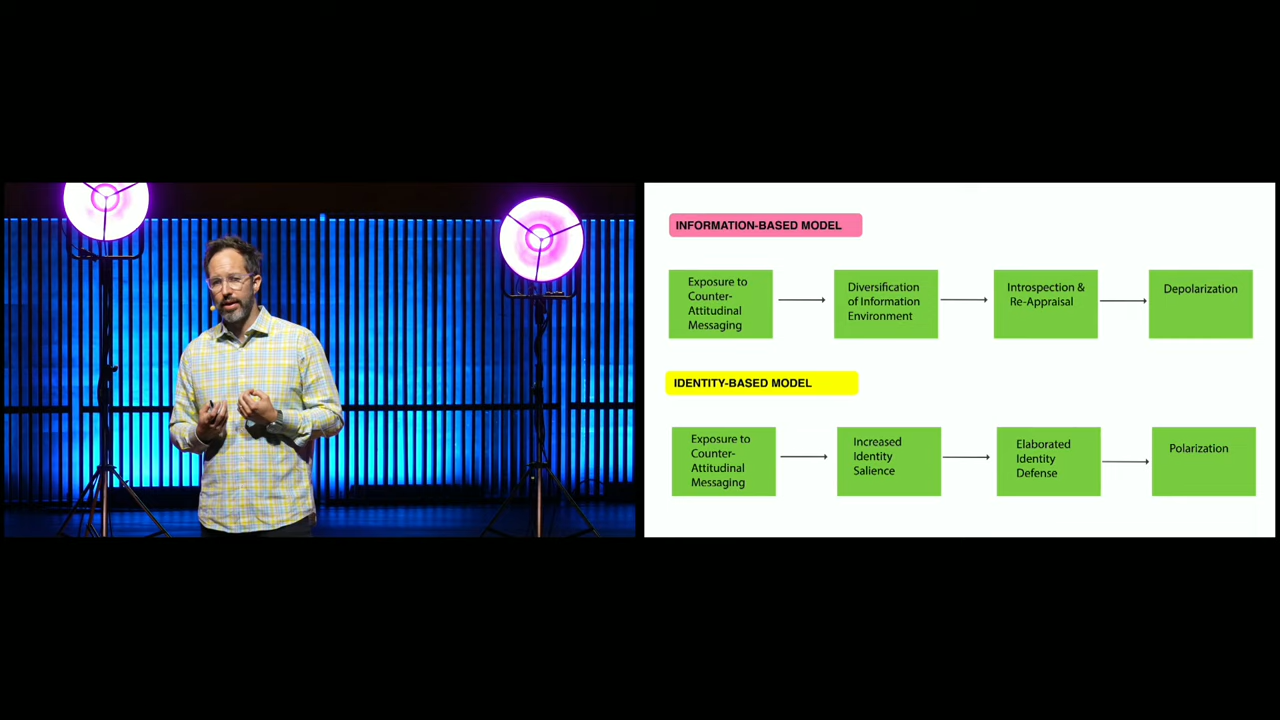 INFORMATION-BASED MODEL
Exposure to
Counter-
Attitudinal
Messaging
Diversification
of Information
Environment
Introspection &
Re-Appraisal
Depolarization
IDENTITY-BASED MODEL
Exposure to
Counter-
Attitudinal
Messaging
Increased
Identity
Salience
Elaborated
Identity
Defense
Polarization